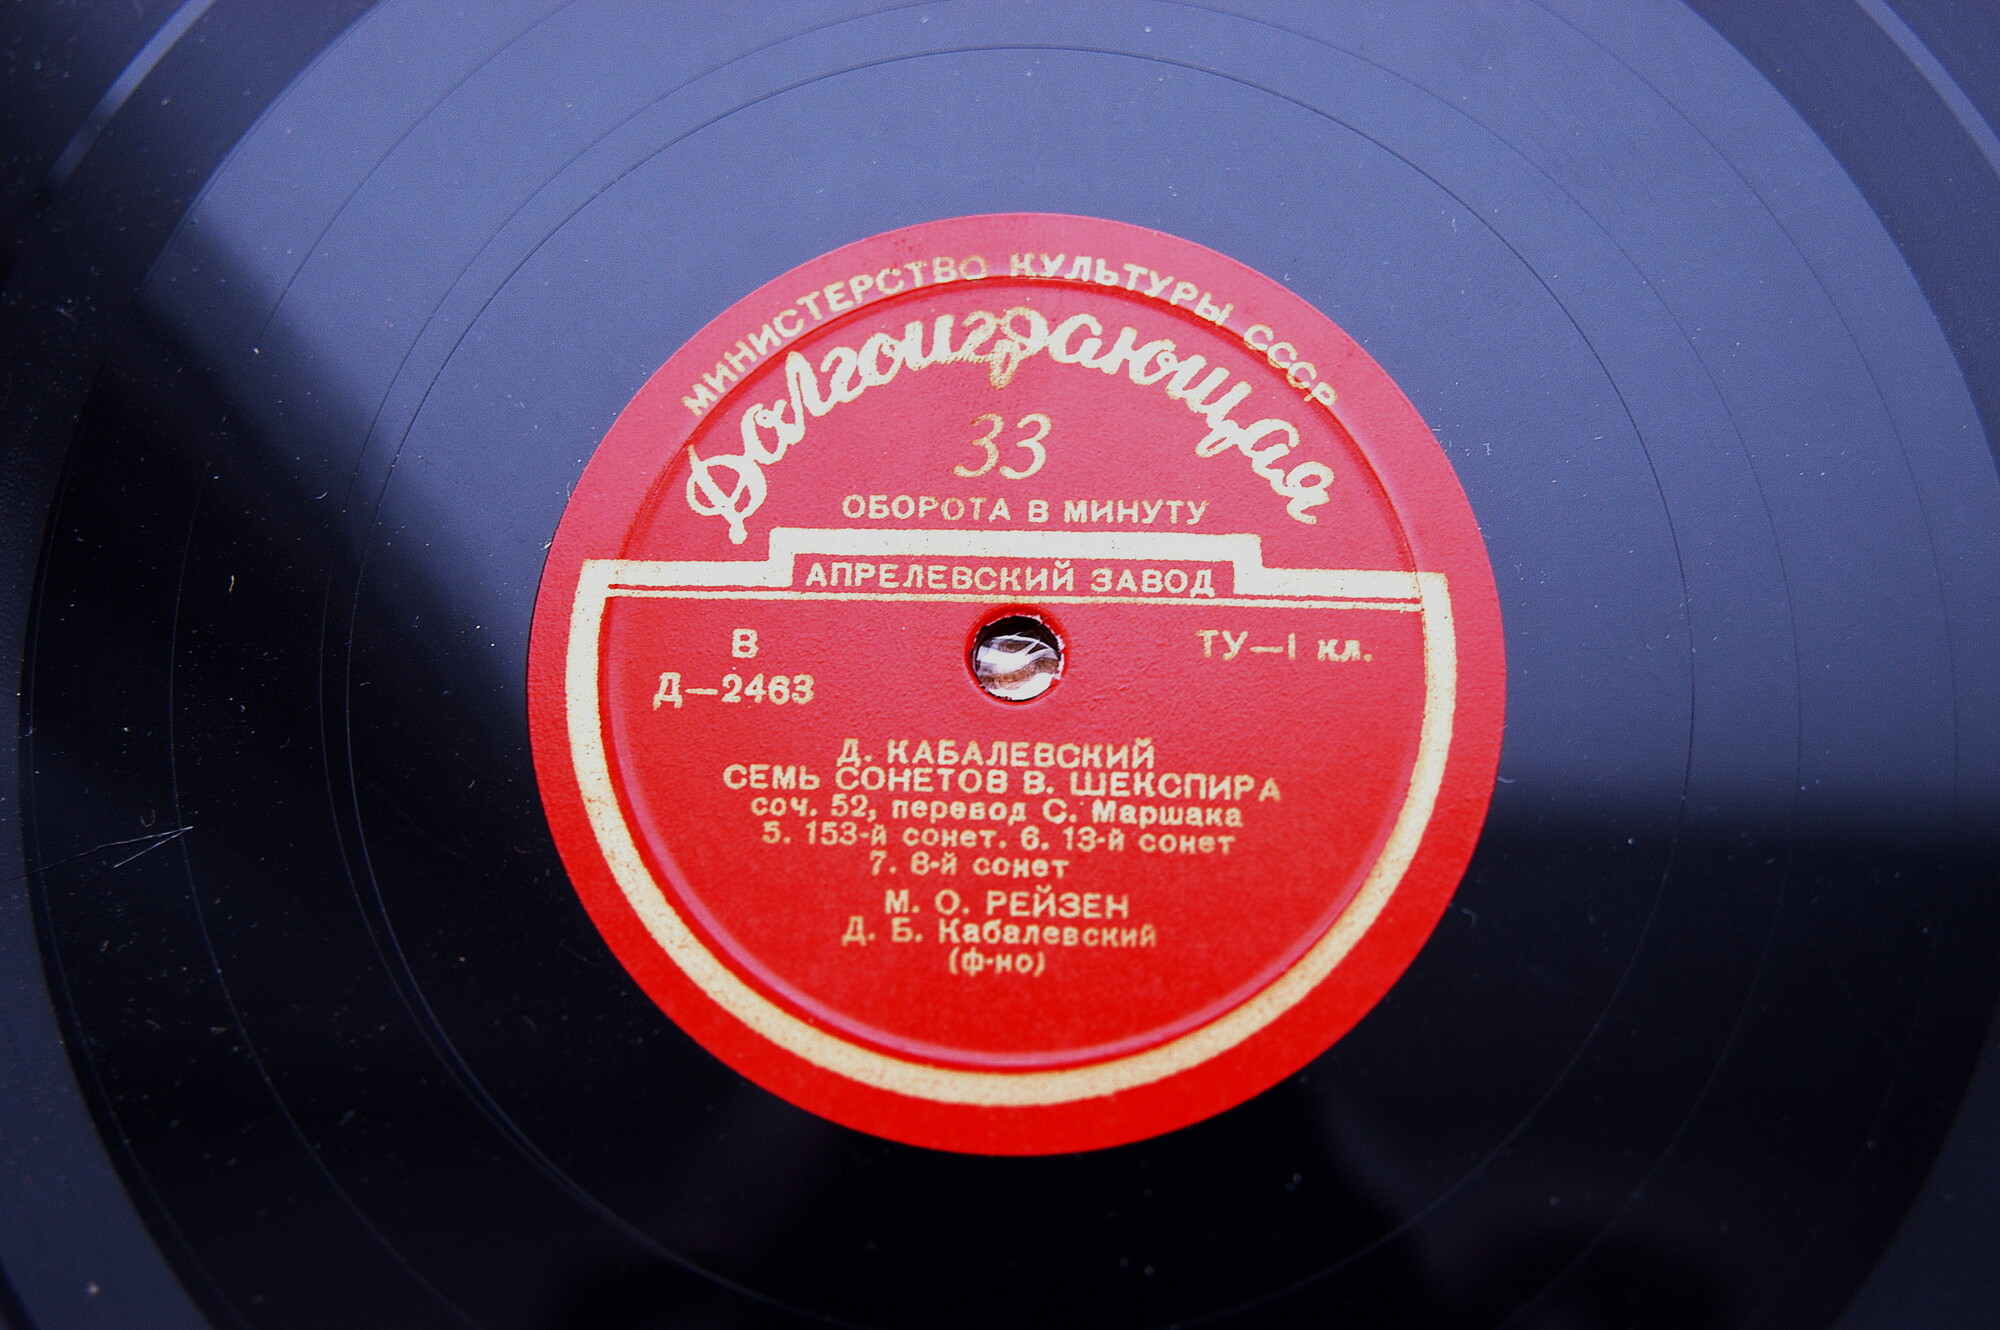 МИНИСТЕРСТВО КУЛЬТУРЫ СССР
Долгоиграющая
33
ОБОРОТА В МИНУТУ
АПРЕЛЕВСКИЙ ЗАВОД
В
ТУ—I кл.
Д—2463
Д. КАБАЛЕВСКИЙ
СЕМЬ СОНЕТОВ В. ШЕКСПИРА
соч. 52, перевод С. Маршака
5. 153-й сонет. 6. 13-й сонет
7. 8-й сонет
М. О. РЕЙЗЕН
Д. Б. Кабалевский
(ф-но)